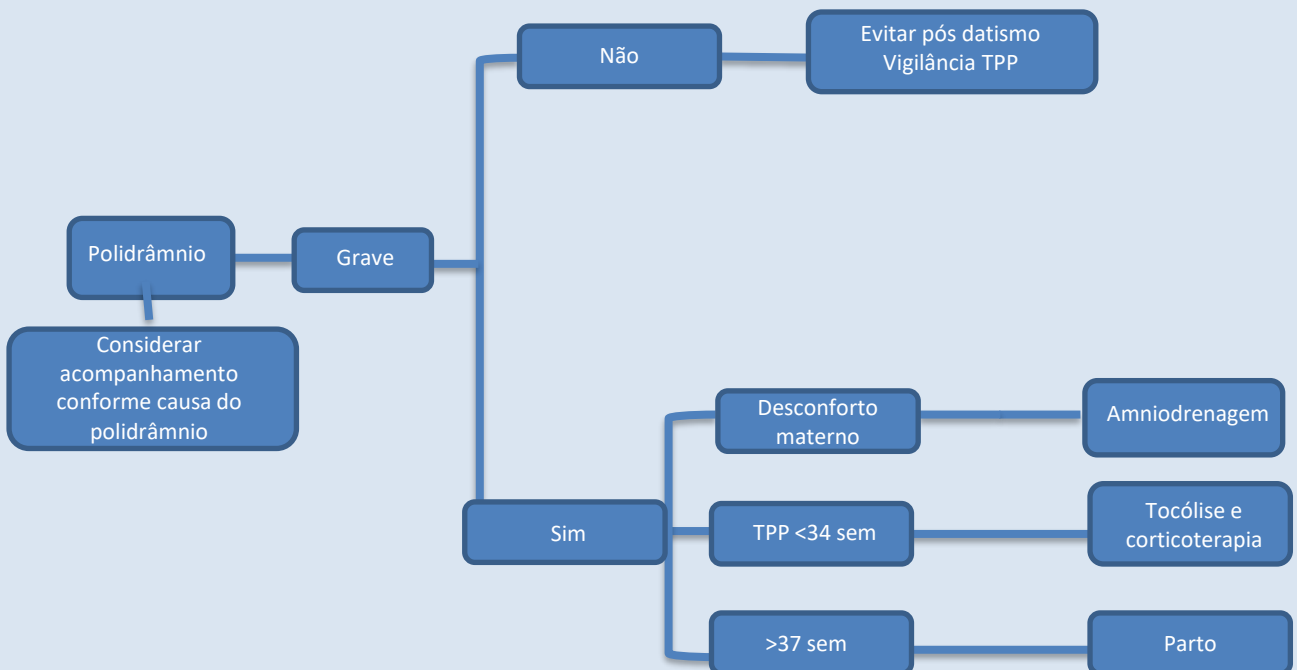 Não
Evitar pós datismo
Vigilância TPP
Polidrâmnio
Grave
Considerar
acompanhamento
conforme causa do
polidrâmnio
Sim
Desconforto
materno
Amniodrenagem
TPP <34 sem
Tocólise e
corticoterapia
>37 sem
Parto